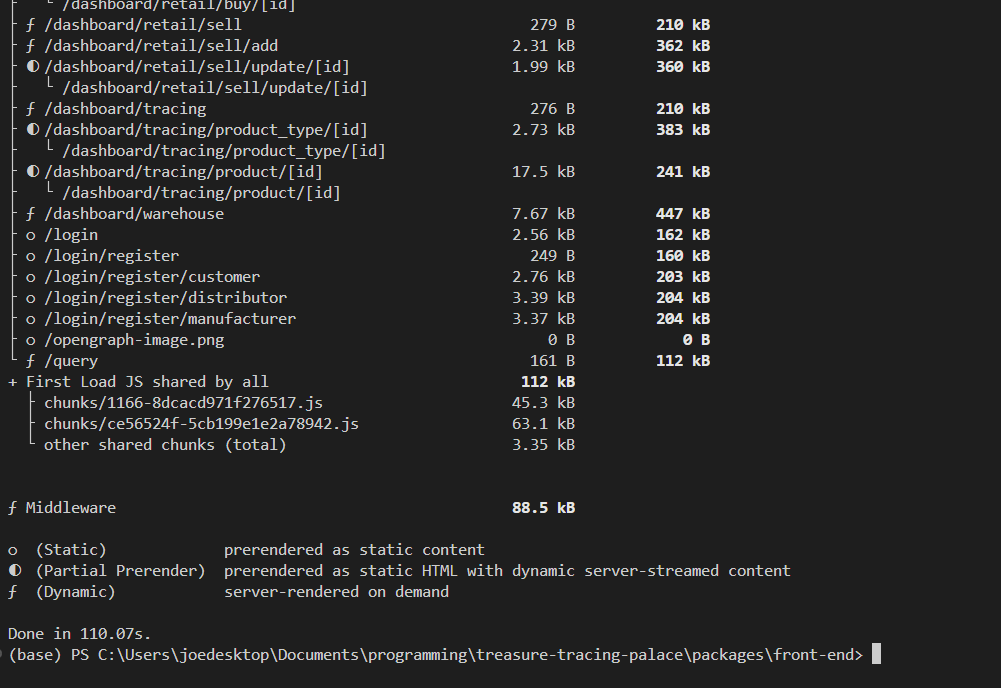 └ /dashboard/retail/buy/[id]
├ ƒ /dashboard/retail/sell 279 B 210 kB
├ ƒ /dashboard/retail/sell/add 2.31 kB 362 kB
├ ◐ /dashboard/retail/sell/update/[id] 1.99 kB 360 kB
├ └ /dashboard/retail/sell/update/[id]
├ ƒ /dashboard/tracing 276 B 210 kB
├ ◐ /dashboard/tracing/product_type/[id] 2.73 kB 383 kB
├ └ /dashboard/tracing/product_type/[id]
├ ◐ /dashboard/tracing/product/[id] 17.5 kB 241 kB
├ └ /dashboard/tracing/product/[id]
├ ƒ /dashboard/warehouse 7.67 kB 447 kB
├ ○ /login 2.56 kB 162 kB
├ ○ /login/register 249 B 160 kB
├ ○ /login/register/customer 2.76 kB 203 kB
├ ○ /login/register/distributor 3.39 kB 204 kB
├ ○ /login/register/manufacturer 3.37 kB 204 kB
├ ○ /opengraph-image.png 0 B 0 B
└ ƒ /query 161 B 112 kB
+ First Load JS shared by all 112 kB
├ chunks/1166-8dcacd971f276517.js 45.3 kB
├ chunks/ce56524f-5cb199e1e2a78942.js 63.1 kB
└ other shared chunks (total) 3.35 kB
ƒ Middleware 88.5 kB
○ (Static) prerendered as static content
◐ (Partial Prerender) prerendered as static HTML with dynamic server-streamed content
ƒ (Dynamic) server-rendered on demand
Done in 110.07s.
(base) PS C:\Users\joedesktop\Documents\programming\treasure-tracing-palace\packages\front-end>